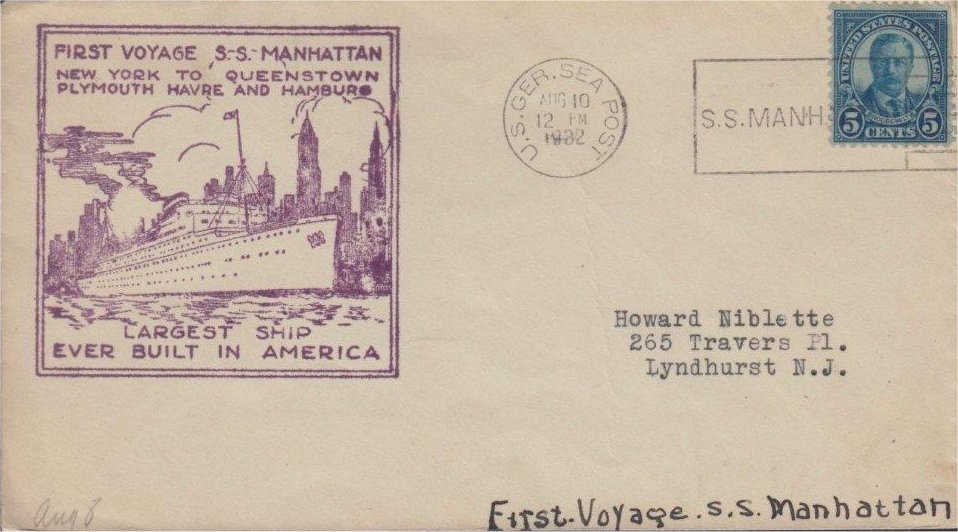 FIRST VOYAGE S-S-MANHATTAN
NEW YORK TO QUEENSTOWN
PLYMOUTH HAVRE AND HAMBURG
LARGEST SHIP
EVER BUILT IN AMERICA
U.S. GER. SEA POST
AUG 10
12 PM
1932
S.S. MANH
UNITED STATES POSTAGE
ROOSEVELT
5 CENTS 5
Howard Niblette
265 Travers Pl.
Lyndhurst N.J.
Aug 8
First. Voyage. S.S. Manhattan